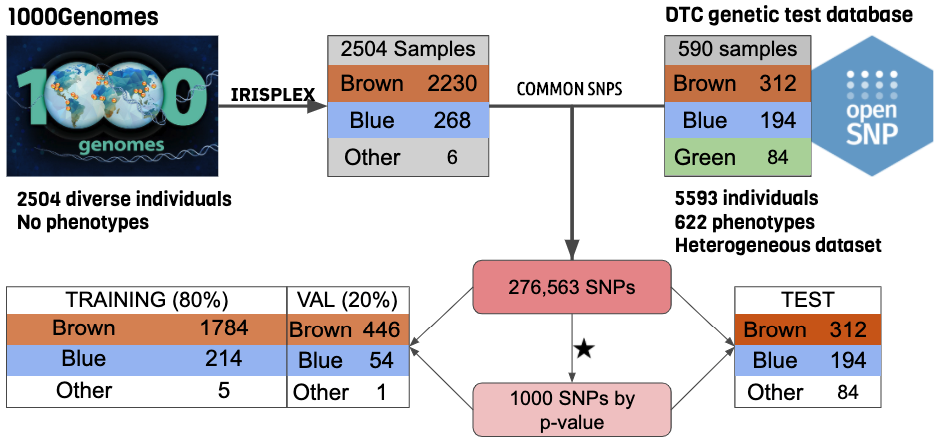 1000Genomes
1000
genomes
2504 diverse individuals
No phenotypes
IRISPLEX
2504 Samples
Brown 2230
Blue 268
Other 6
COMMON SNPS
DTC genetic test database
590 samples
Brown 312
Blue 194
Green 84
open
SNP
5593 individuals
622 phenotypes
Heterogeneous dataset
276,563 SNPs
1000 SNPs by
p-value
TRAINING (80%) VAL (20%)
Brown 1784 Brown 446
Blue 214 Blue 54
Other 5 Other 1
TEST
Brown 312
Blue 194
Other 84